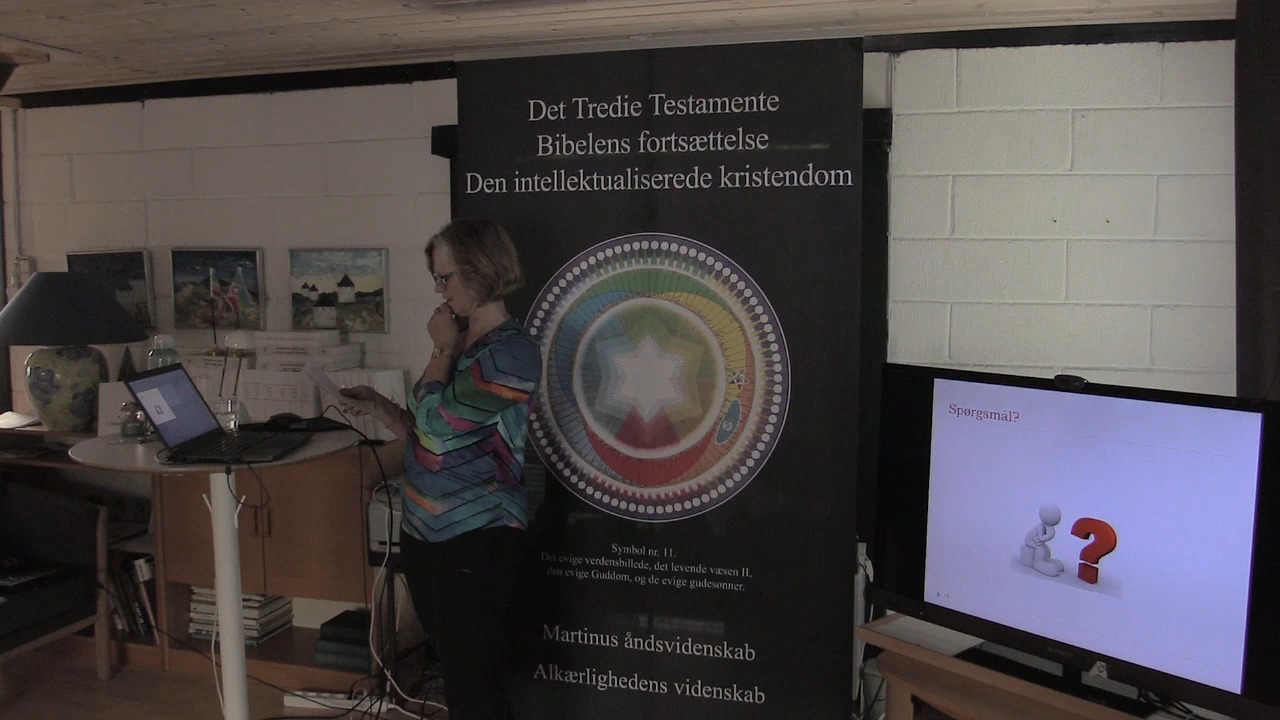 Det Tredie Testamente
Bibelens fortsættelse
Den intellektualiserede kristendom
Symbol nr. 11.
Det evige verdensbillede, det levende væsen II,
den evige Guddom, og de evige gudesønner.
Martinus åndsvidenskab
Alkærlighedens videnskab
Spørgsmål?
SONY